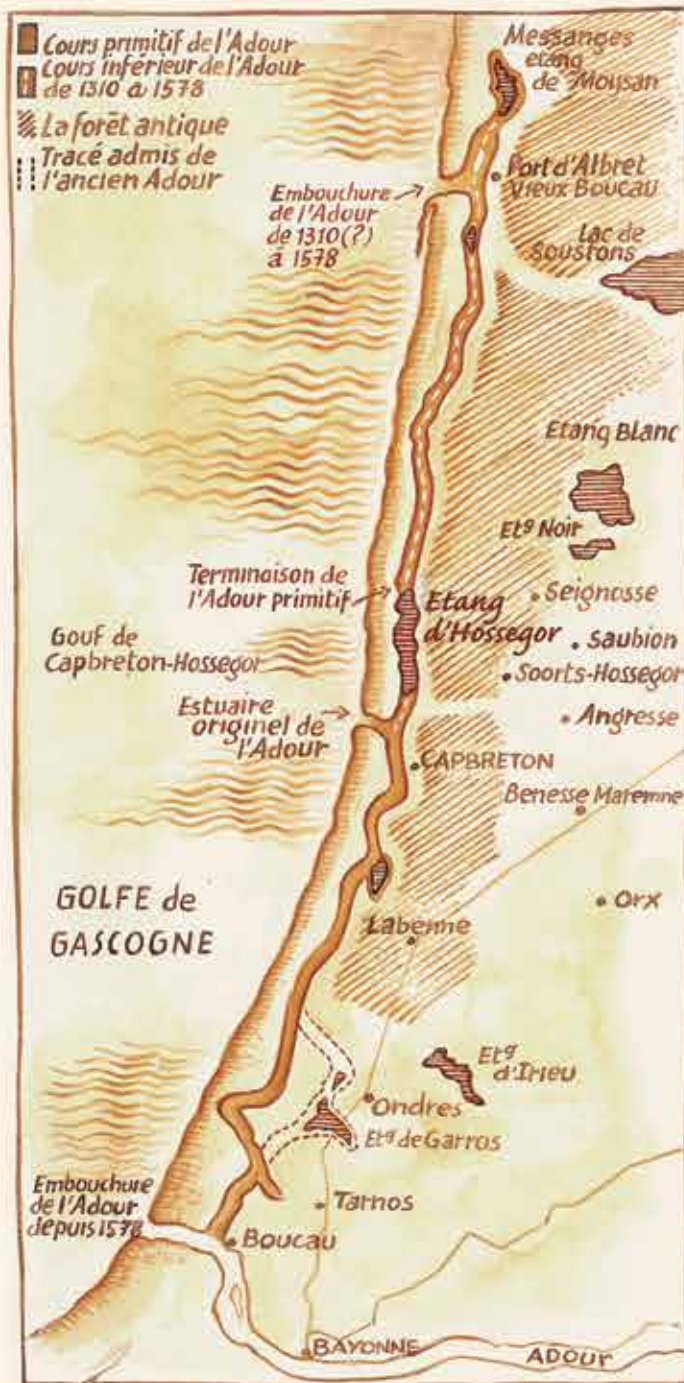 Cours primitif de l'Adour
Cours inférieur de l'Adour
de 1310 à 1578
La forêt antique
Tracé admis de
l'ancien Adour
Messanges
etang
de Moïsan
Port d'Albret
Vieux Boucau
Embouchure
de l'Adour
de 1310(?)
à 1578
Lac de
Soustons
Etang Blanc
Etg Noir
Terminaison de
l'Adour primitif
Etang
d'Hossegor
Seignosse
Saubion
Gouf de
Capbreton-Hossegor
Soorts-Hossegor
Estuaire
originel de
l'Adour
Angresse
CAPBRETON
Benesse Maremne
GOLFE de
GASCOGNE
Orx
Labenne
Etg
d'Irieu
Ondres
Etg de Garros
Embouchure
de l'Adour
depuis 1578
Tarnos
Boucau
BAYONNE
ADOUR